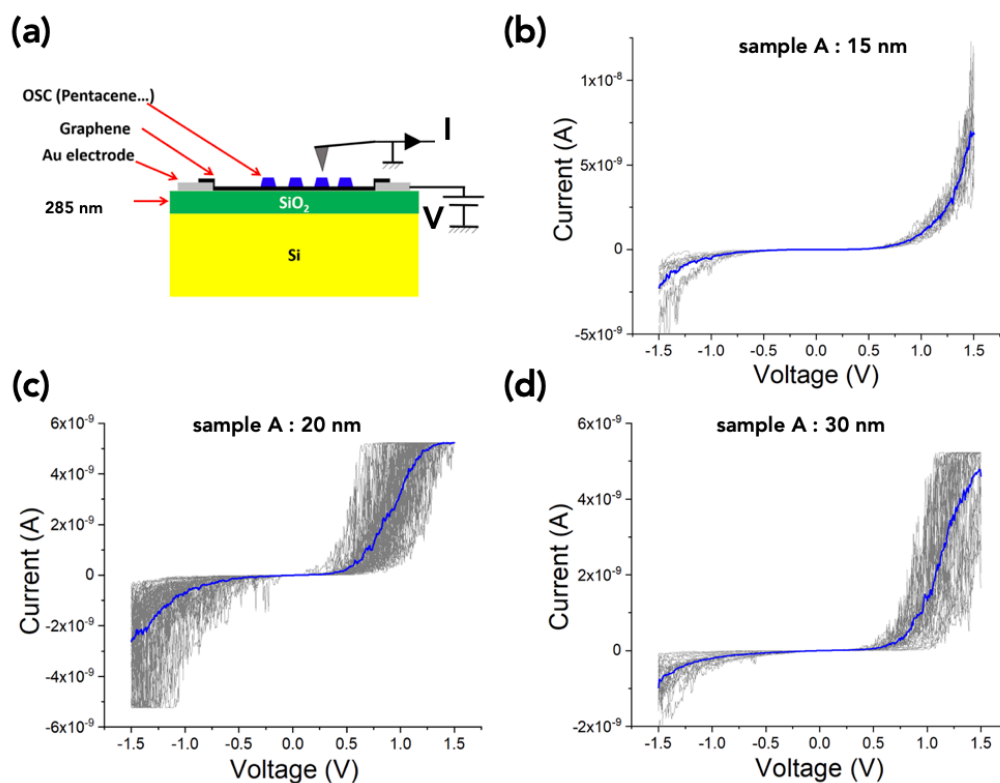 (a)
OSC (Pentacene...)
Graphene
Au electrode
285 nm
I
V
SiO₂
Si
(b)
sample A : 15 nm
1x10⁻⁸
5x10⁻⁹
0
-5x10⁻⁹
Current (A)
-1.5 -1.0 -0.5 0.0 0.5 1.0 1.5
Voltage (V)
(c)
sample A : 20 nm
6x10⁻⁹
4x10⁻⁹
2x10⁻⁹
0
-2x10⁻⁹
-4x10⁻⁹
-6x10⁻⁹
Current (A)
-1.5 -1.0 -0.5 0.0 0.5 1.0 1.5
Voltage (V)
(d)
sample A : 30 nm
6x10⁻⁹
4x10⁻⁹
2x10⁻⁹
0
-2x10⁻⁹
Current (A)
-1.5 -1.0 -0.5 0.0 0.5 1.0 1.5
Voltage (V)